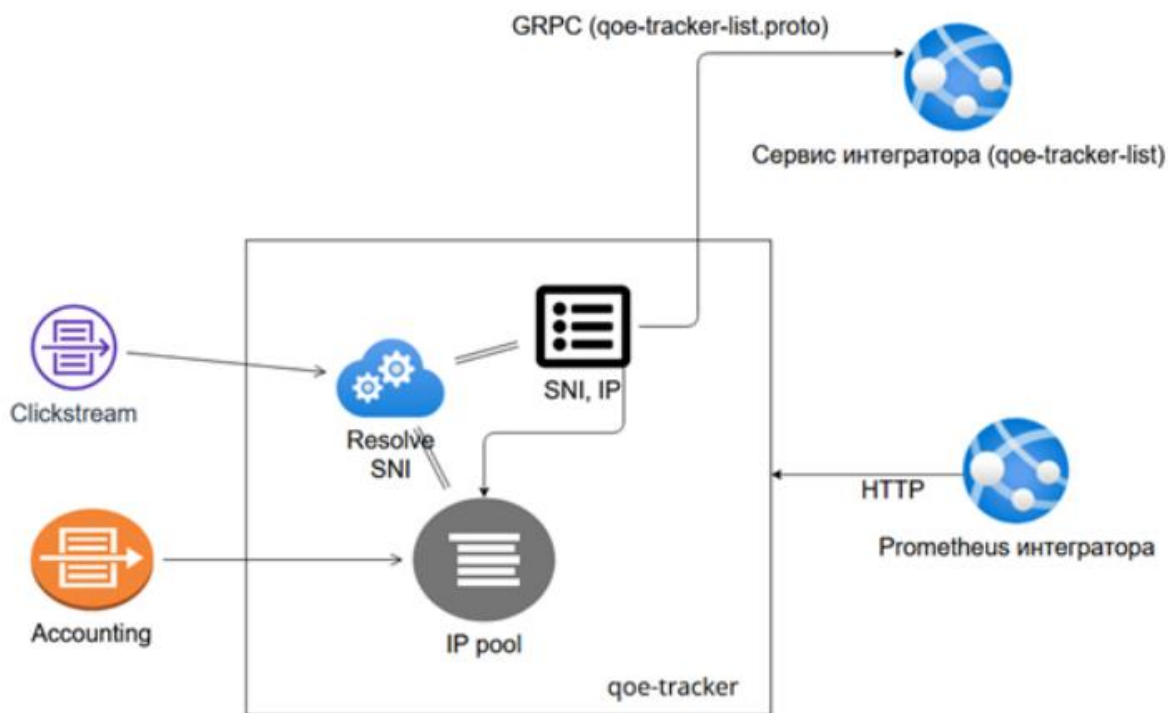 GRPC (qoe-tracker-list.proto)
Сервис интегратора (qoe-tracker-list)
Clickstream
Resolve
SNI
SNI, IP
HTTP
Prometheus интегратора
Accounting
IP pool
qoe-tracker